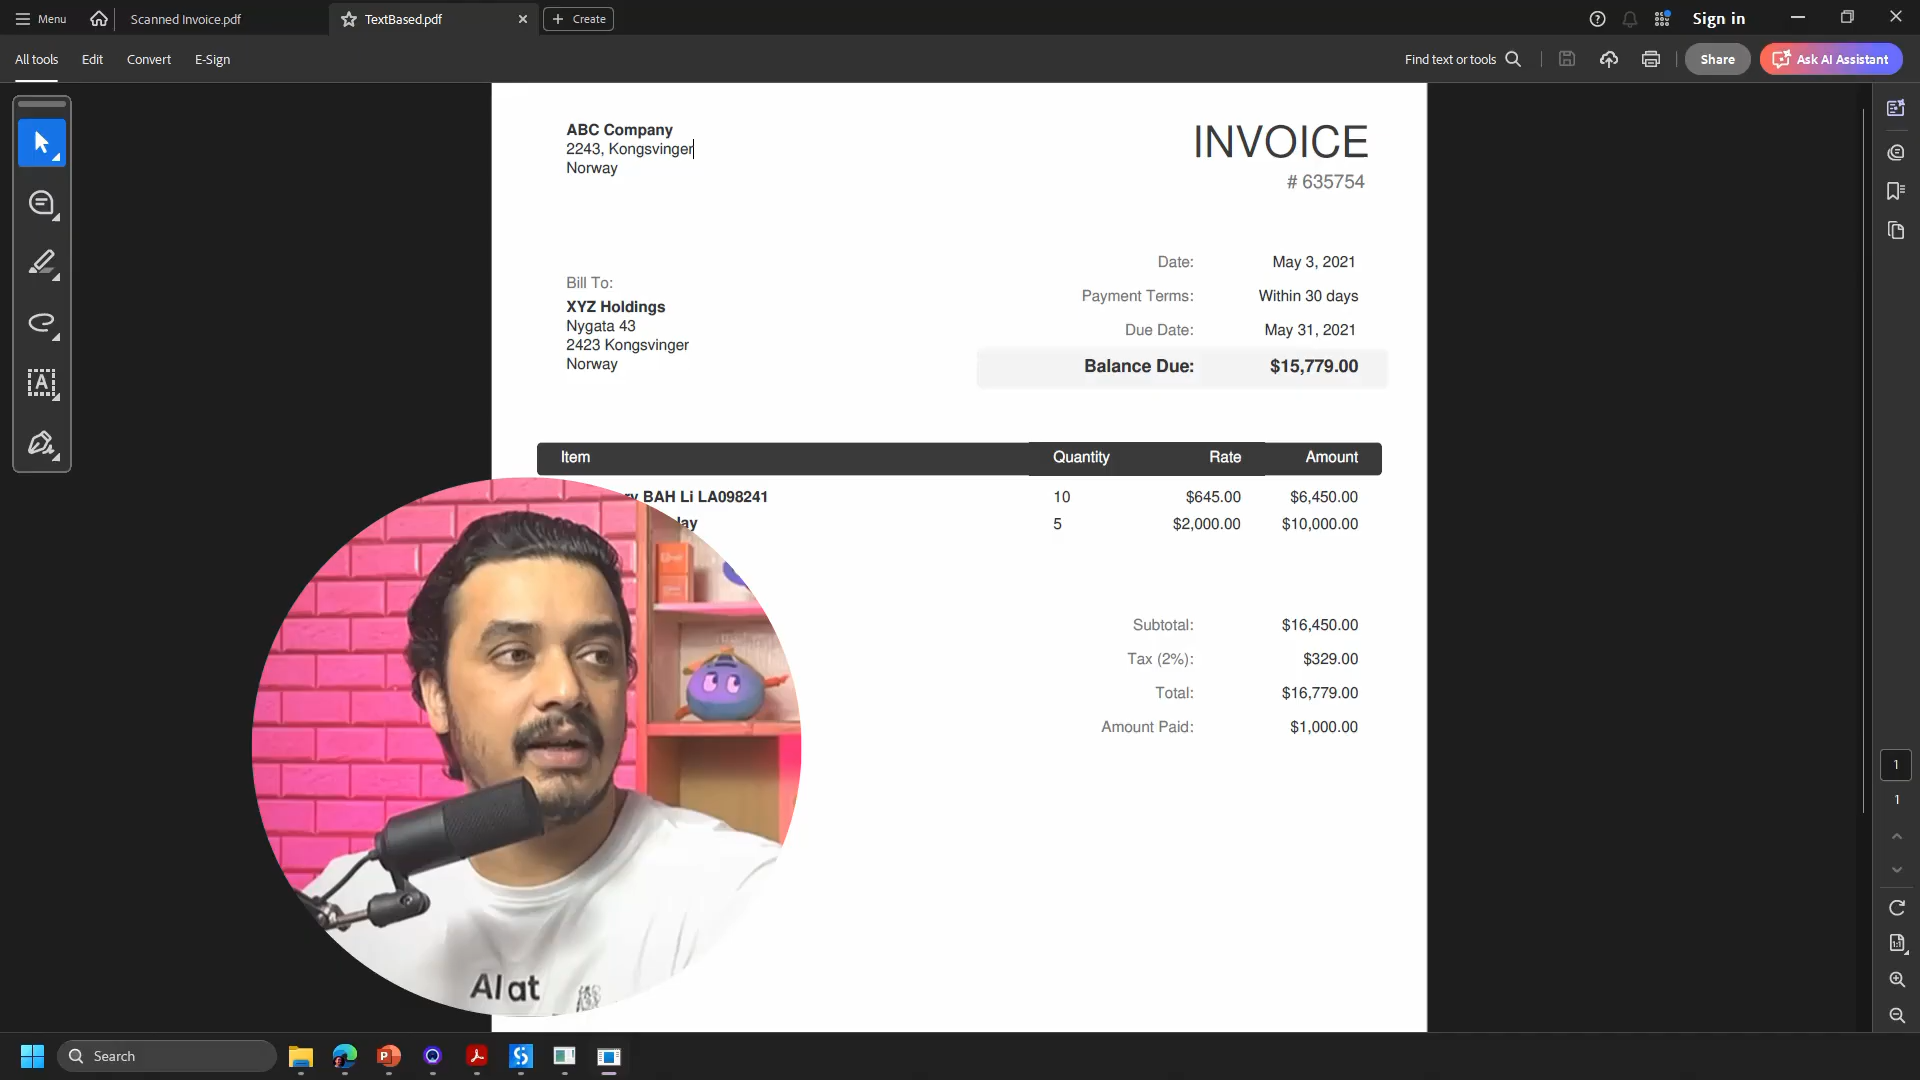 Menu
Scanned Invoice.pdf
TextBased.pdf
Create
Sign in
All tools
Edit
Convert
E-Sign
Find text or tools
Share
Ask AI Assistant
ABC Company
2243, Kongsvinger
Norway
INVOICE
# 635754
Bill To:
XYZ Holdings
Nygata 43
2423 Kongsvinger
Norway
Date: May 3, 2021
Payment Terms: Within 30 days
Due Date: May 31, 2021
Balance Due: $15,779.00
Item Quantity Rate Amount
BAH Li LA098241 10 $645.00 $6,450.00
5 $2,000.00 $10,000.00
Subtotal: $16,450.00
Tax (2%): $329.00
Total: $16,779.00
Amount Paid: $1,000.00
AI at
1
1
Search